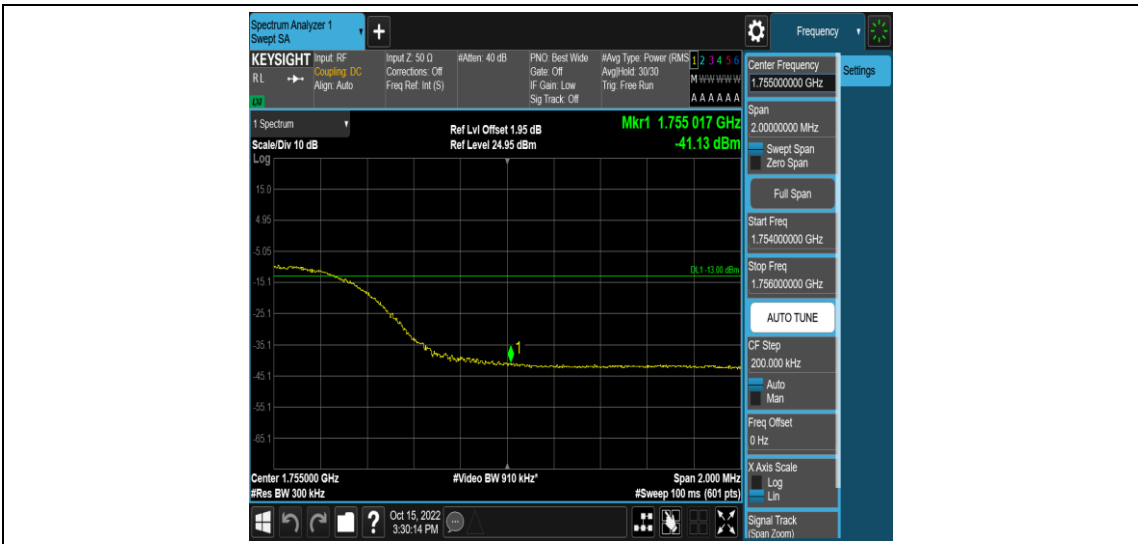 Spectrum Analyzer 1
Swept SA
+
Frequency
KEYSIGHT
RL
LXI
Input: RF
Coupling: DC
Align: Auto
Input Z: 50 Ω
Corrections: Off
Freq Ref: Int (S)
#Atten: 40 dB
PNO: Best Wide
Gate: Off
IF Gain: Low
Sig Track: Off
#Avg Type: Power (RMS
Avg|Hold: 30/30
Trig: Free Run
1 2 3 4 5 6
M W W W W W
A A A A A A
1 Spectrum
Scale/Div 10 dB
Log
Ref Lvl Offset 1.95 dB
Ref Level 24.95 dBm
Mkr1 1.755 017 GHz
-41.13 dBm
15.0
4.95
-5.05
-15.1
-25.1
-35.1
-45.1
-55.1
-65.1
DL1 -13.00 dBm
1
Center 1.755000 GHz
#Res BW 300 kHz
#Video BW 910 kHz*
Span 2.000 MHz
#Sweep 100 ms (601 pts)
?
Oct 15, 2022
3:30:14 PM
Center Frequency
1.755000000 GHz
Settings
Span
2.00000000 MHz
Swept Span
Zero Span
Full Span
Start Freq
1.754000000 GHz
Stop Freq
1.756000000 GHz
AUTO TUNE
CF Step
200.000 kHz
Auto
Man
Freq Offset
0 Hz
X Axis Scale
Log
Lin
Signal Track
(Span Zoom)